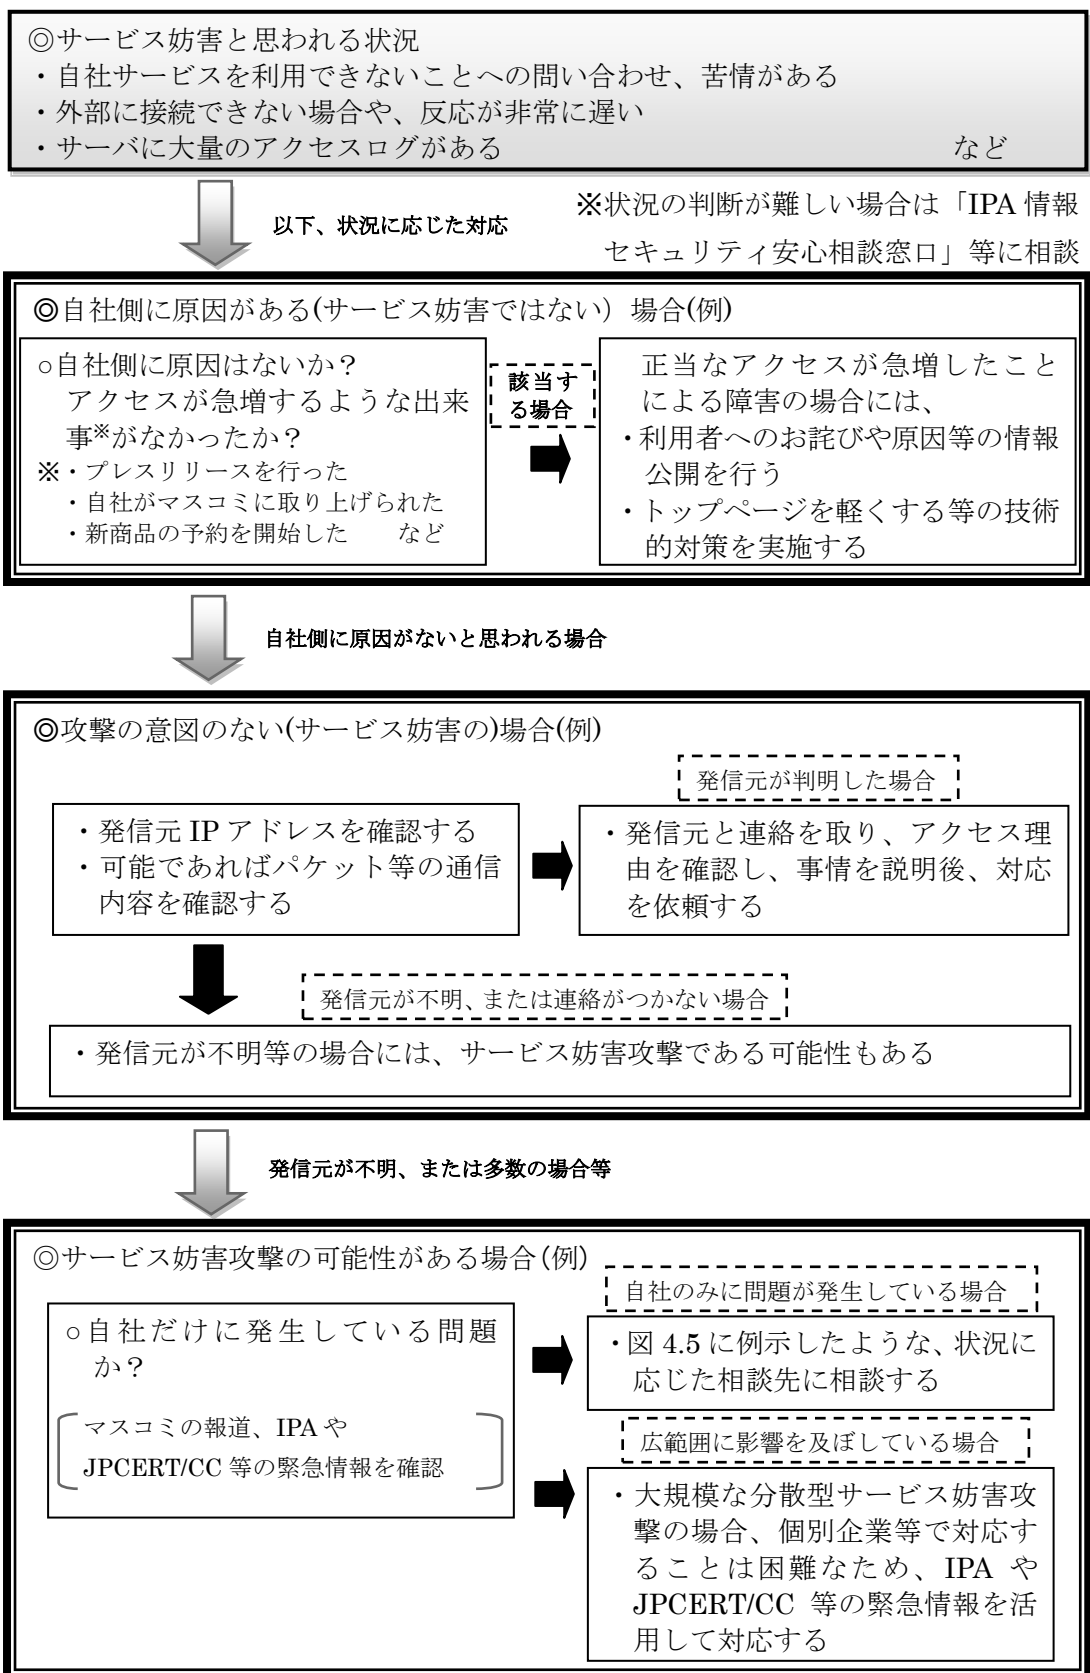 ◎サービス妨害と思われる状況
・自社サービスを利用できないことへの問い合わせ、苦情がある
・外部に接続できない場合や、反応が非常に遅い
・サーバに大量のアクセスログがある　など
以下、状況に応じた対応
※状況の判断が難しい場合は「IPA 情報
セキュリティ安心相談窓口」等に相談
◎自社側に原因がある(サービス妨害ではない）場合(例)
○自社側に原因はないか？
アクセスが急増するような出来
事※がなかったか？
※・プレスリリースを行った
・自社がマスコミに取り上げられた
・新商品の予約を開始した　など
該当す
る場合
正当なアクセスが急増したこと
による障害の場合には、
・利用者へのお詫びや原因等の情報
公開を行う
・トップページを軽くする等の技術
的対策を実施する
自社側に原因がないと思われる場合
◎攻撃の意図のない(サービス妨害の)場合(例)
発信元が判明した場合
・発信元 IP アドレスを確認する
・可能であればパケット等の通信
内容を確認する
・発信元と連絡を取り、アクセス理
由を確認し、事情を説明後、対応
を依頼する
発信元が不明、または連絡がつかない場合
・発信元が不明等の場合には、サービス妨害攻撃である可能性もある
発信元が不明、または多数の場合等
◎サービス妨害攻撃の可能性がある場合(例)
自社のみに問題が発生している場合
○自社だけに発生している問題
か？
マスコミの報道、IPA や
JPCERT/CC 等の緊急情報を確認
・図 4.5 に例示したような、状況に
応じた相談先に相談する
広範囲に影響を及ぼしている場合
・大規模な分散型サービス妨害攻
撃の場合、個別企業等で対応す
ることは困難なため、IPA や
JPCERT/CC 等の緊急情報を活
用して対応する